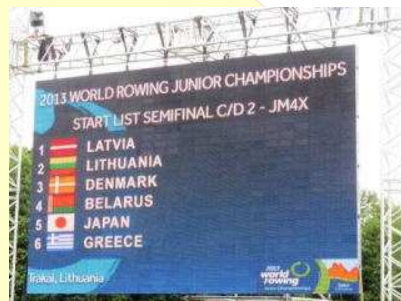 2013 WORLD ROWING JUNIOR CHAMPIONSHIPS
START LIST SEMIFINAL C/D 2 - JM4X
1 LATVIA
2 LITHUANIA
3 DENMARK
4 BELARUS
5 JAPAN
6 GREECE
Trakai, Lithuania
2013
world
rowing